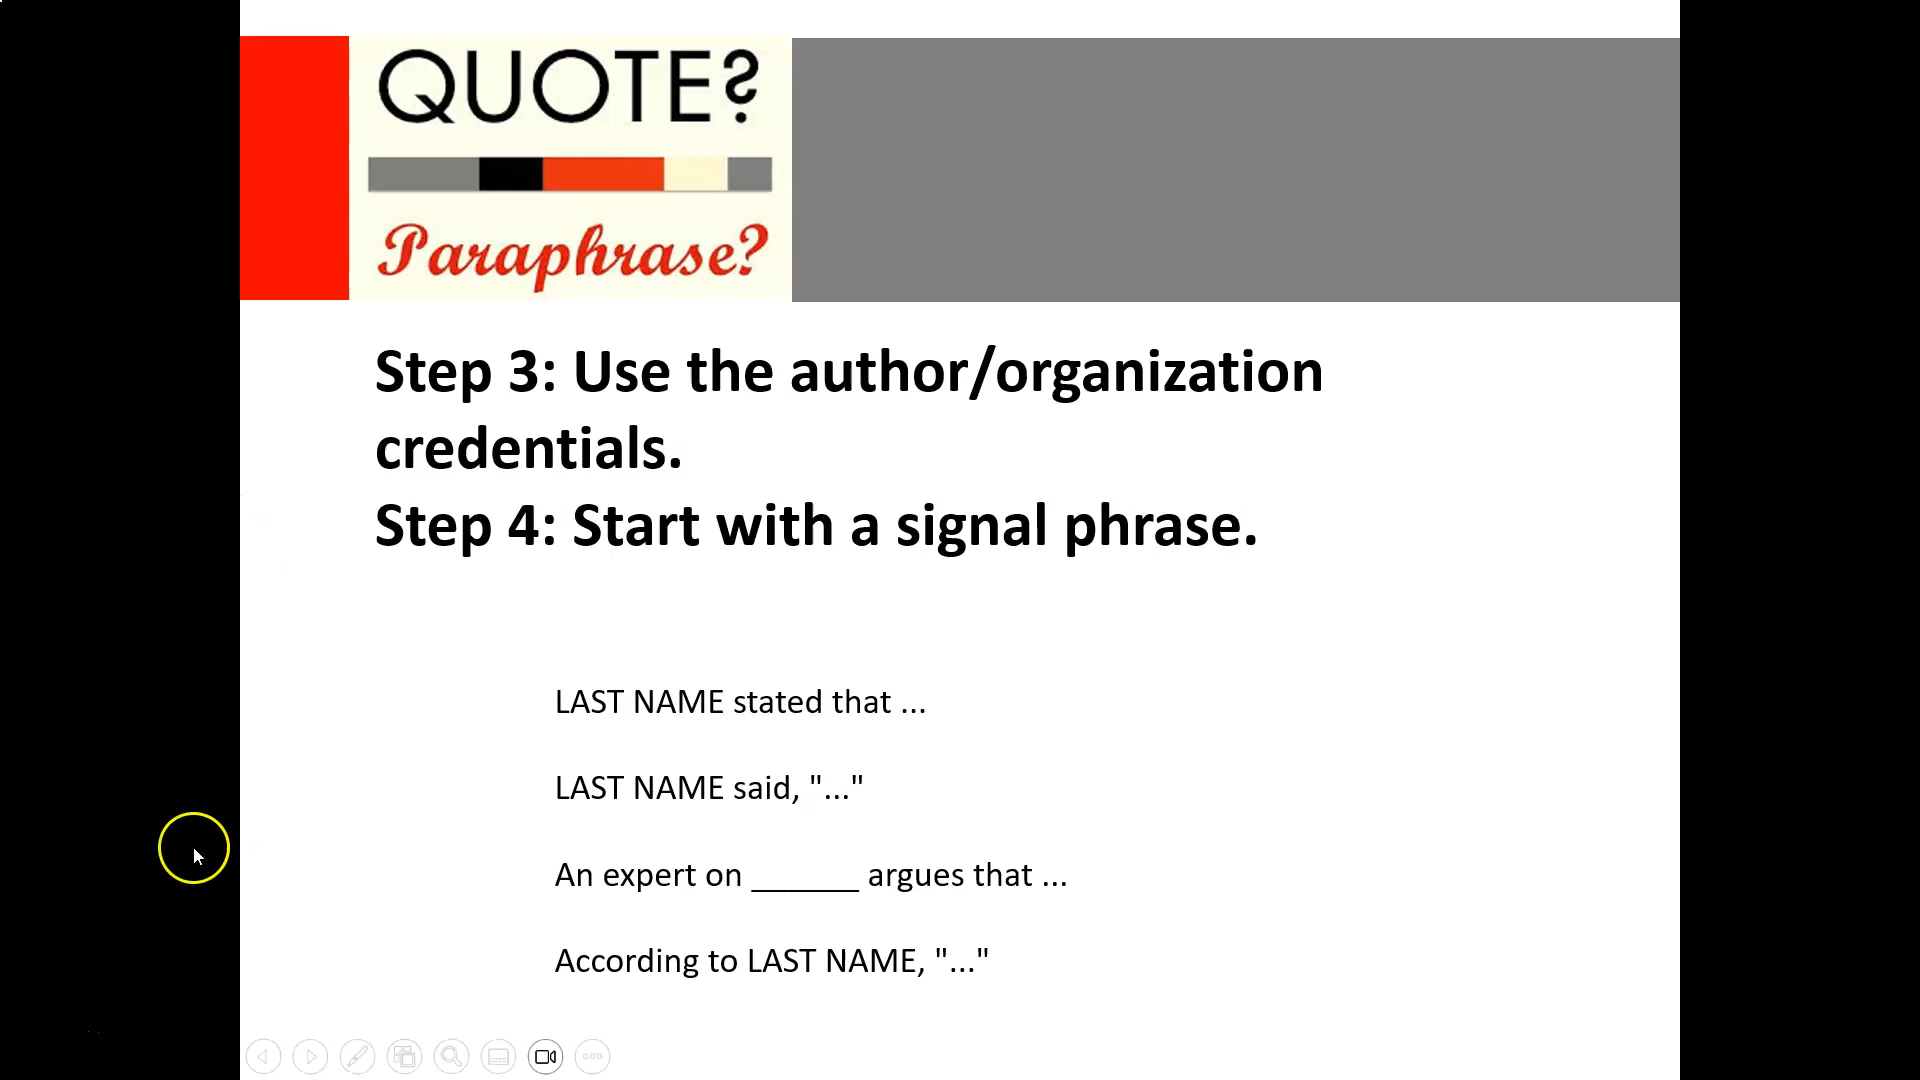 QUOTE?
Paraphrase?
Step 3: Use the author/organization
credentials.
Step 4: Start with a signal phrase.
LAST NAME stated that ...
LAST NAME said, "..."
An expert on ______ argues that ...
According to LAST NAME, "..."